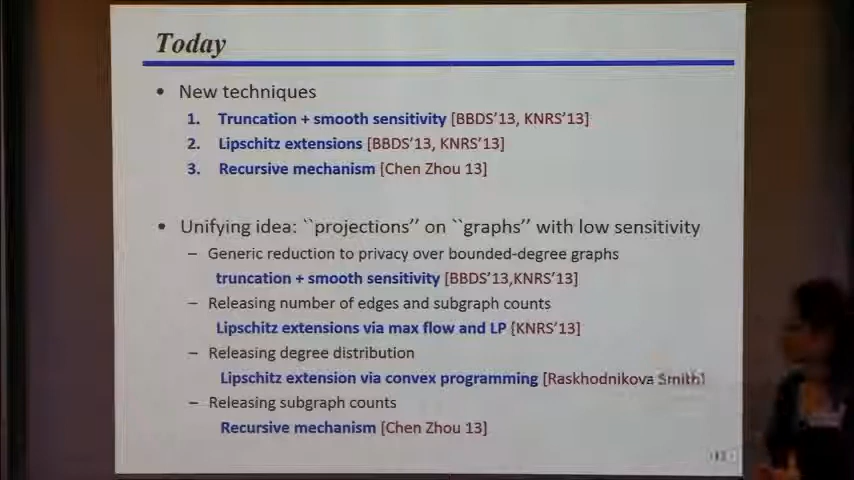 Today
• New techniques
1. Truncation + smooth sensitivity [BBDS'13, KNRS'13]
2. Lipschitz extensions [BBDS'13, KNRS'13]
3. Recursive mechanism [Chen Zhou 13]
• Unifying idea: ``projections'' on ``graphs'' with low sensitivity
– Generic reduction to privacy over bounded-degree graphs
truncation + smooth sensitivity [BBDS'13,KNRS'13]
– Releasing number of edges and subgraph counts
Lipschitz extensions via max flow and LP [KNRS'13]
– Releasing degree distribution
Lipschitz extension via convex programming [Raskhodnikova Smith]
– Releasing subgraph counts
Recursive mechanism [Chen Zhou 13]